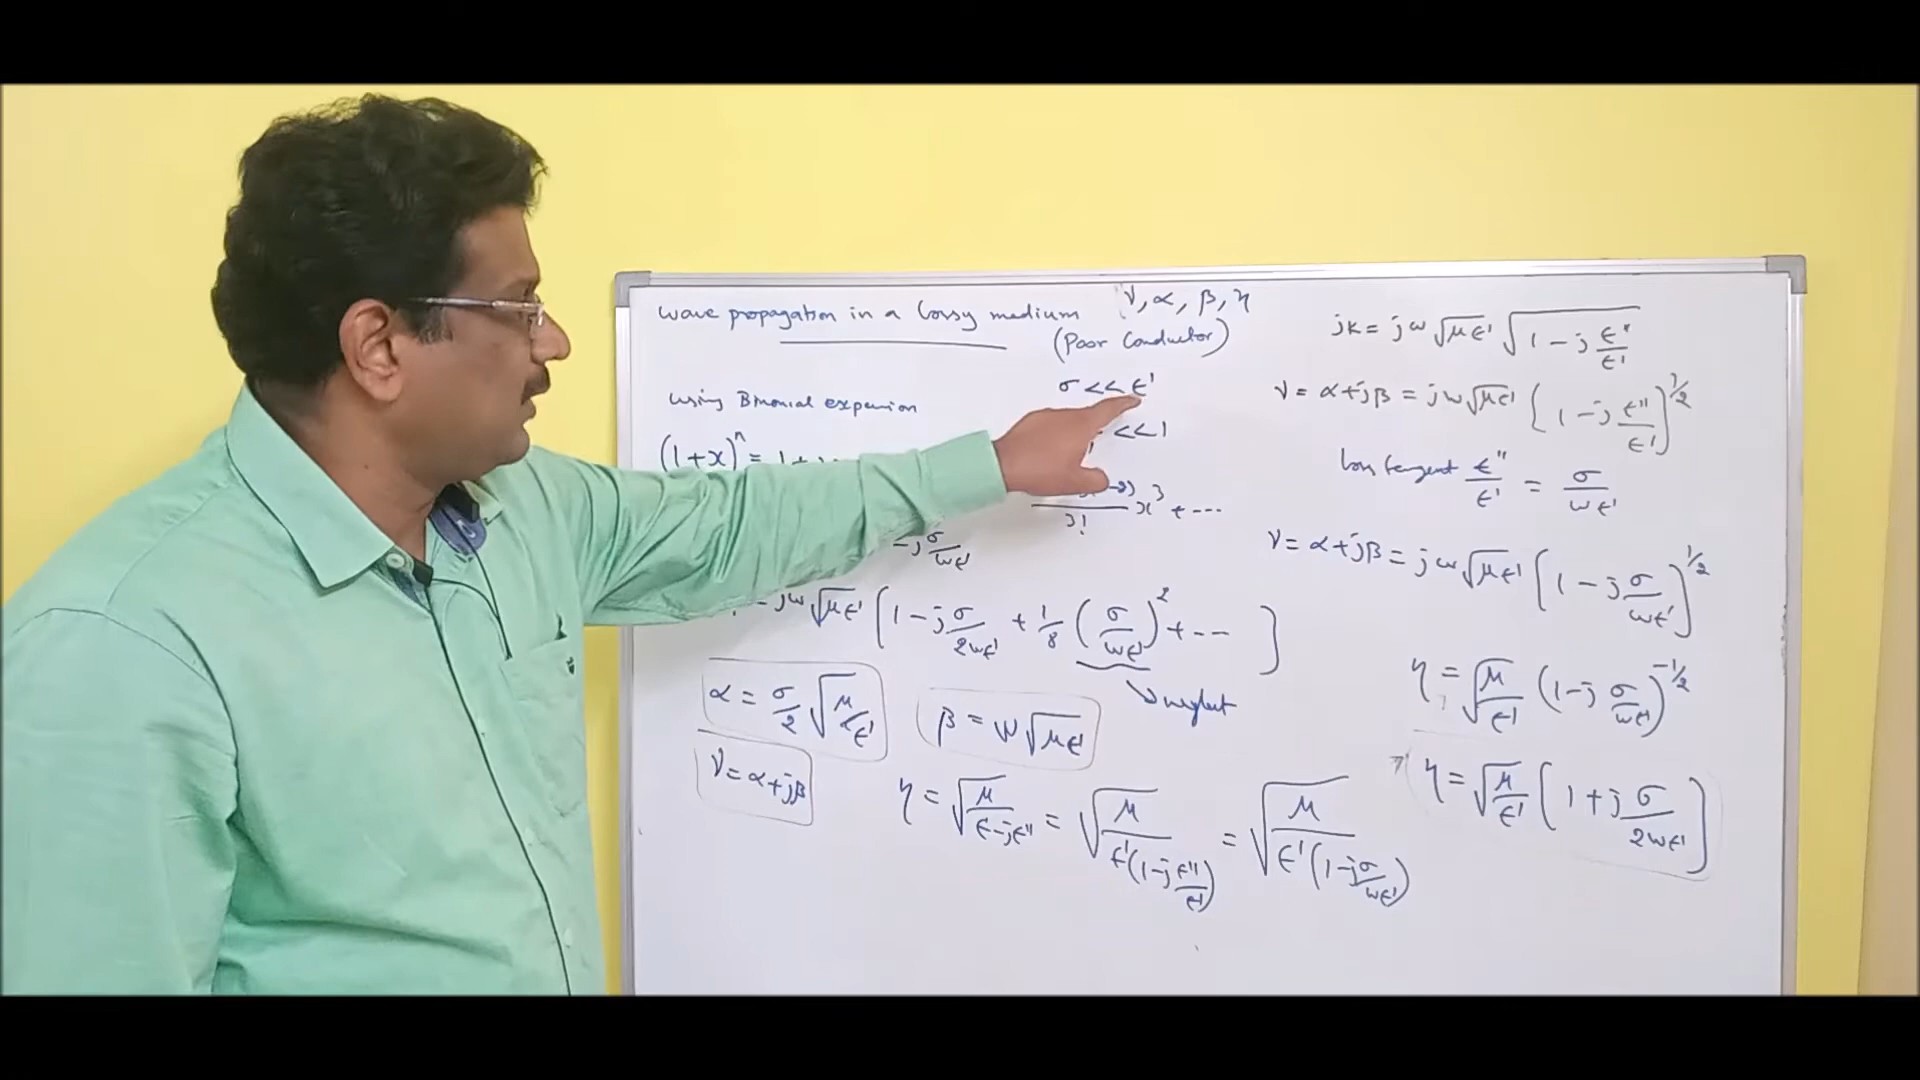 wave propagation in a lossy medium γ, α, β, η
(Poor Conductor)
σ << ε'
using Binomial expansion
<< 1
(1+x)^n = 1 +
3! x^3 + ---
-j σ/ωε'
jω√με' [1 - j σ/2ωε' + 1/8 (σ/ωε')^2 + -- ]
↘ neglect
α = σ/2 √μ/ε'
β = ω√με'
γ = α+jβ
η = √μ/ε-jε'' = √μ/ε'(1-j ε''/ε') = √μ/ε'(1-j σ/ωε')
jk = jω√με' √1 - j ε''/ε'
γ = α+jβ = jω√με' [1 - j ε''/ε']^1/2
loss tangent ε''/ε' = σ/ωε'
γ = α+jβ = jω√με' [1 - j σ/ωε']^1/2
η = √μ/ε' (1-j σ/ωε')^-1/2
η = √μ/ε' [1 + j σ/2ωε']